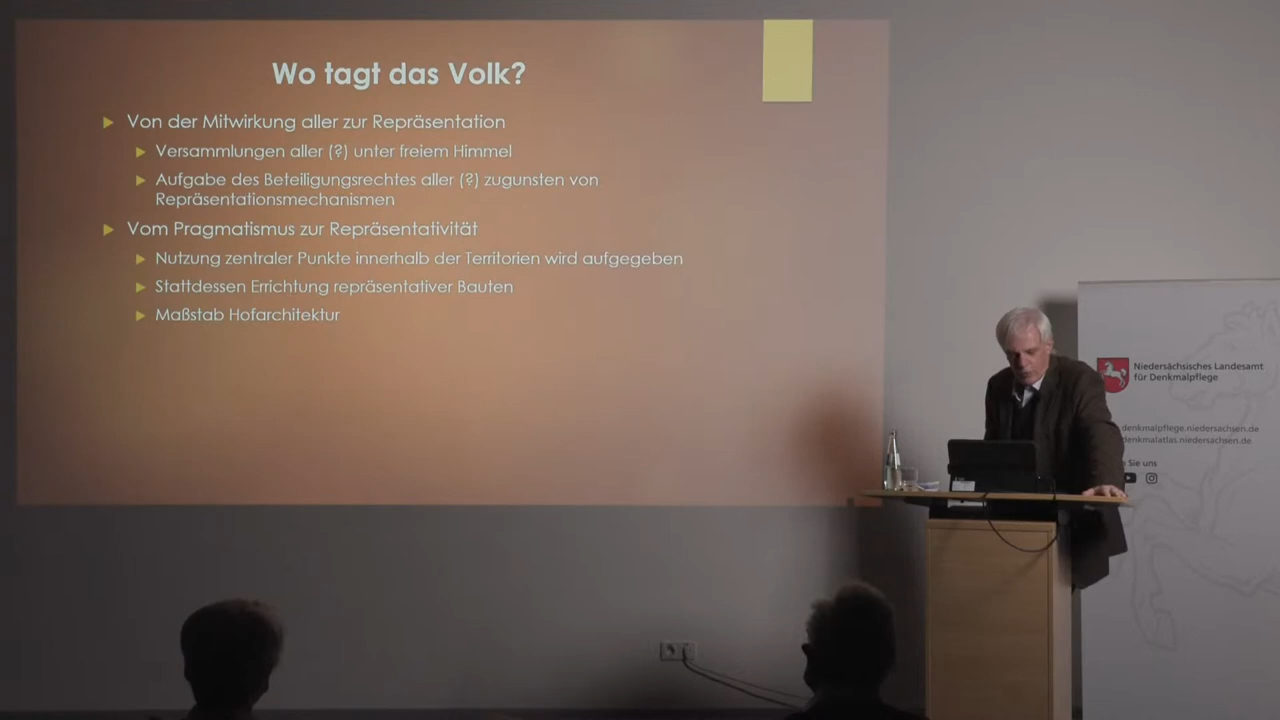 Wo tagt das Volk?
Von der Mitwirkung aller zur Repräsentation
Versammlungen aller (?) unter freiem Himmel
Aufgabe des Beteiligungsrechtes aller (?) zugunsten von
Repräsentationsmechanismen
Vom Pragmatismus zur Repräsentativität
Nutzung zentraler Punkte innerhalb der Territorien wird aufgegeben
Stattdessen Errichtung repräsentativer Bauten
Maßstab Hofarchitektur
Niedersächsisches Landesamt
für Denkmalpflege
denkmalpflege.niedersachsen.de
denkmalatlas.niedersachsen.de
Sie uns